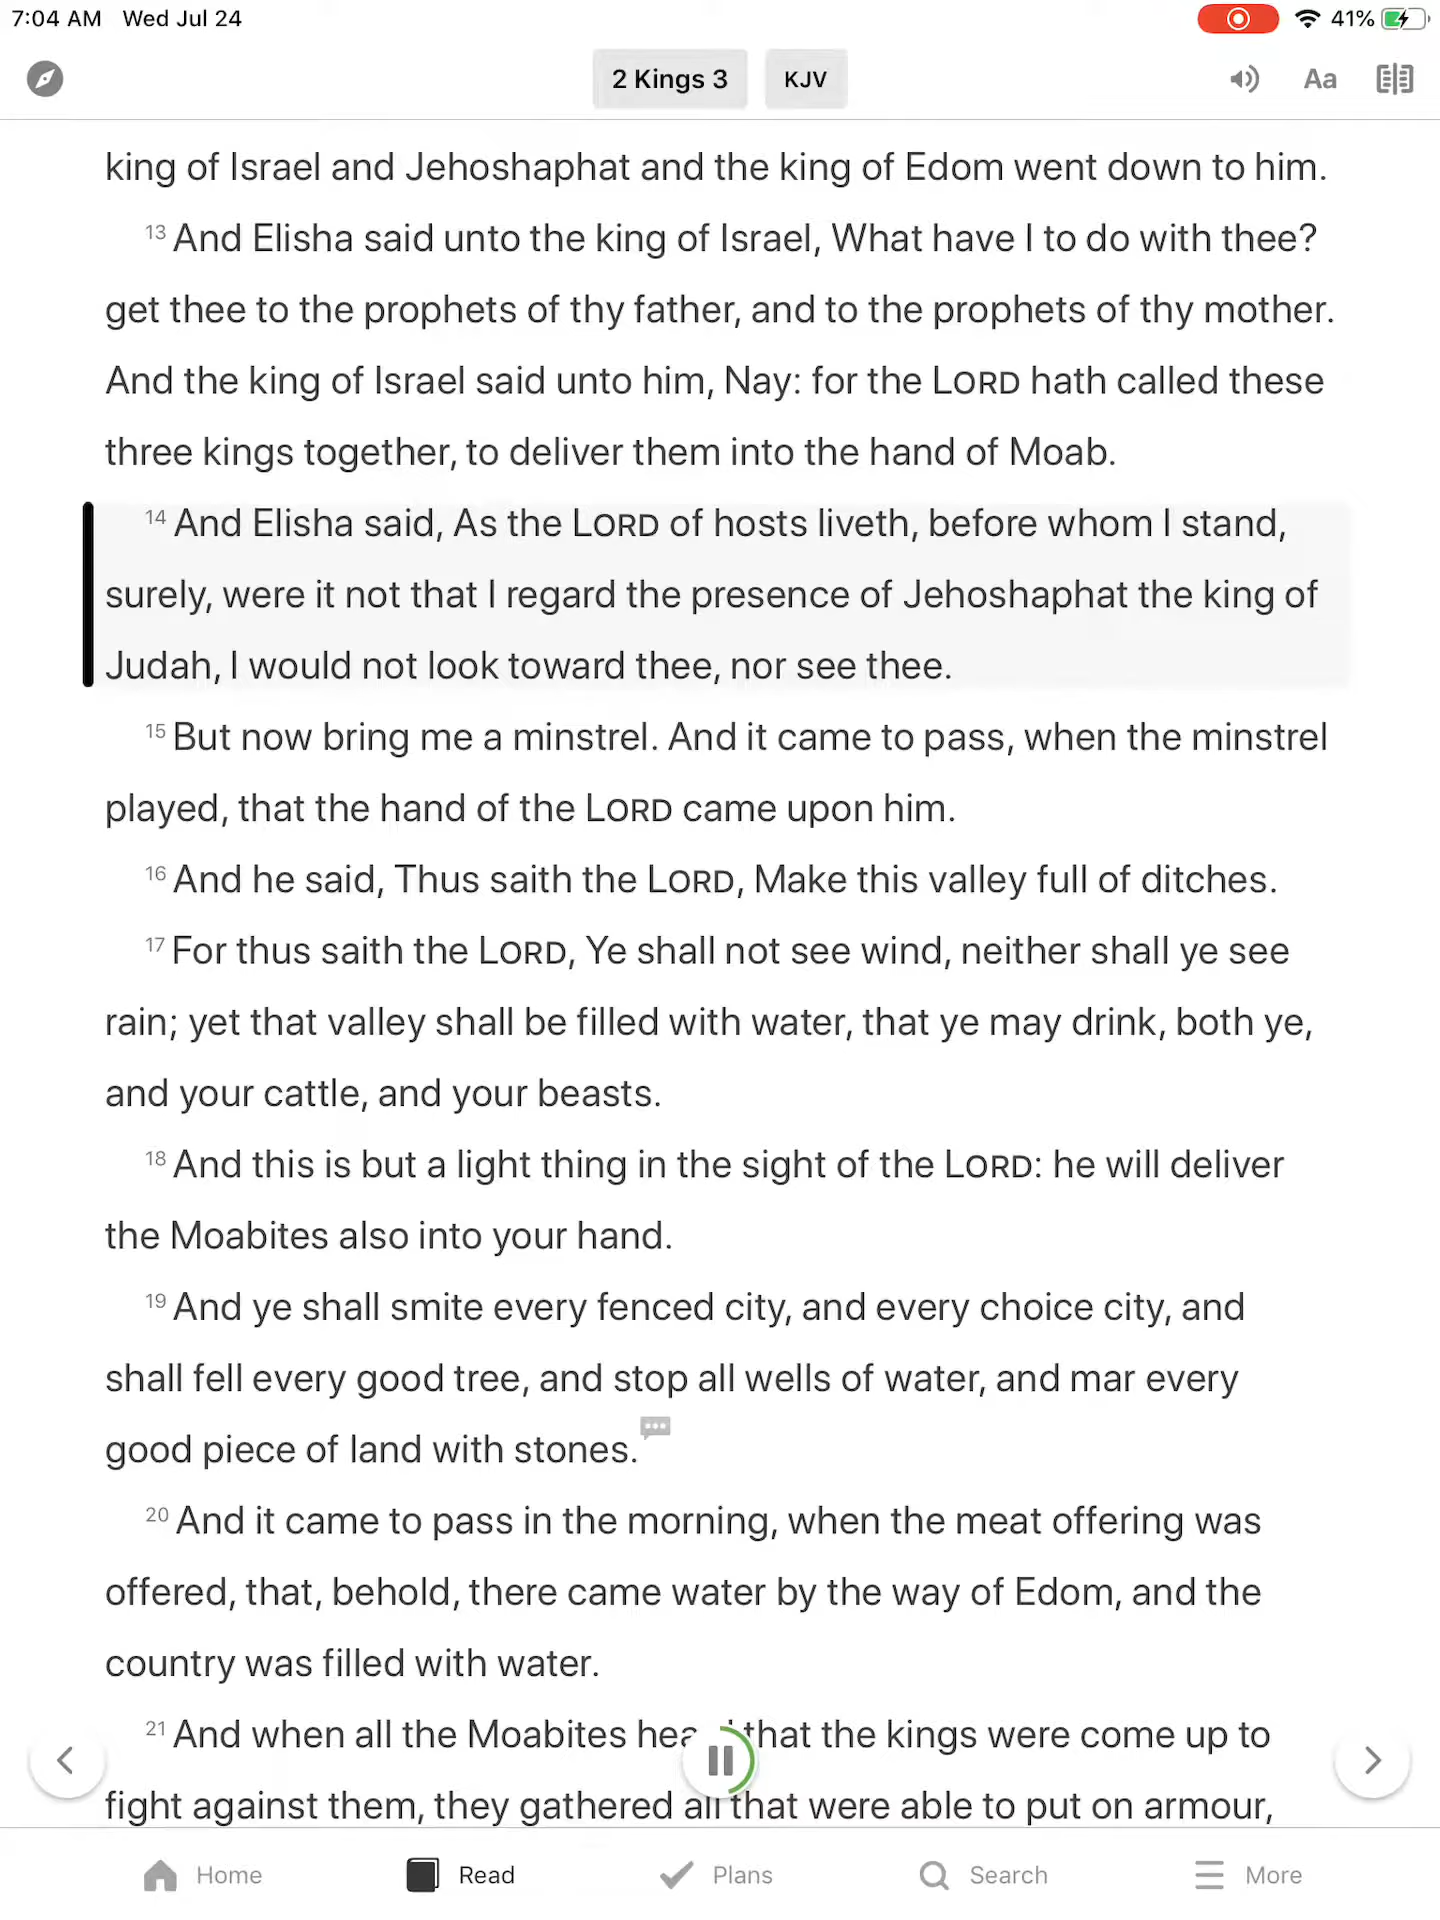 7:04 AM Wed Jul 24 41%
2 Kings 3 KJV Aa
king of Israel and Jehoshaphat and the king of Edom went down to him.
13 And Elisha said unto the king of Israel, What have I to do with thee?
get thee to the prophets of thy father, and to the prophets of thy mother.
And the king of Israel said unto him, Nay: for the LORD hath called these
three kings together, to deliver them into the hand of Moab.
14 And Elisha said, As the LORD of hosts liveth, before whom I stand,
surely, were it not that I regard the presence of Jehoshaphat the king of
Judah, I would not look toward thee, nor see thee.
15 But now bring me a minstrel. And it came to pass, when the minstrel
played, that the hand of the LORD came upon him.
16 And he said, Thus saith the LORD, Make this valley full of ditches.
17 For thus saith the LORD, Ye shall not see wind, neither shall ye see
rain; yet that valley shall be filled with water, that ye may drink, both ye,
and your cattle, and your beasts.
18 And this is but a light thing in the sight of the LORD: he will deliver
the Moabites also into your hand.
19 And ye shall smite every fenced city, and every choice city, and
shall fell every good tree, and stop all wells of water, and mar every
good piece of land with stones.
20 And it came to pass in the morning, when the meat offering was
offered, that, behold, there came water by the way of Edom, and the
country was filled with water.
21 And when all the Moabites heard that the kings were come up to
fight against them, they gathered all that were able to put on armour,
Home Read Plans Search More